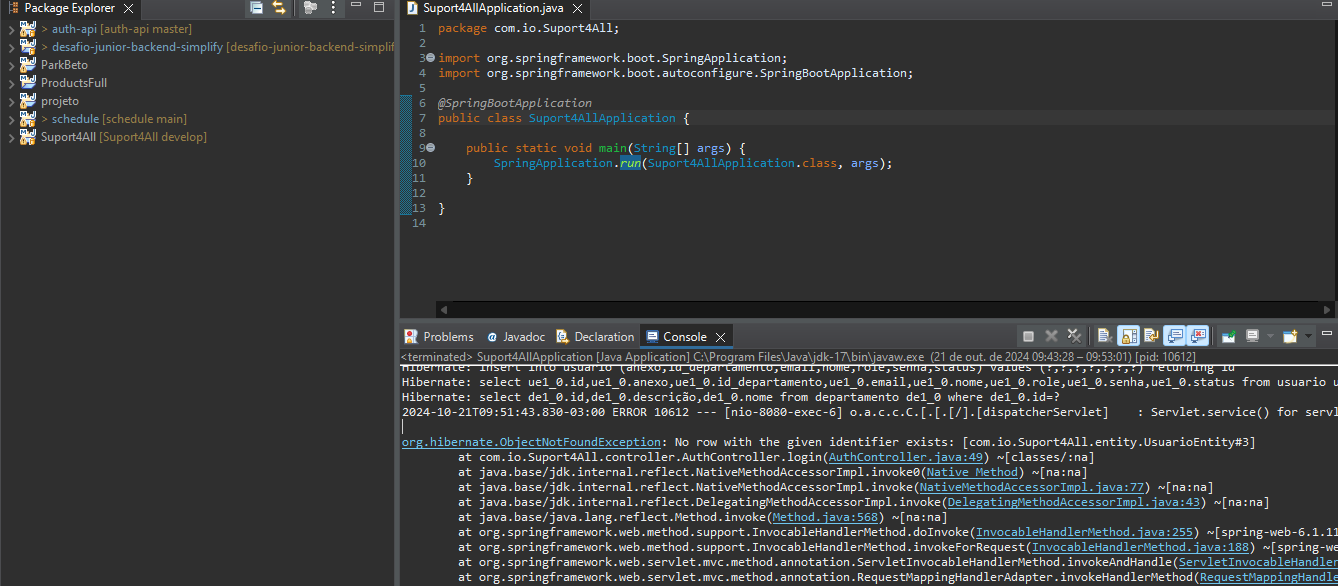 Package Explorer
> auth-api [auth-api master]
> desafio-junior-backend-simplify [desafio-junior-backend-simplif
ParkBeto
ProductsFull
projeto
> schedule [schedule main]
Suport4All [Suport4All develop]
Suport4AllApplication.java
1 package com.io.Suport4All;
2
3 import org.springframework.boot.SpringApplication;
4 import org.springframework.boot.autoconfigure.SpringBootApplication;
5
6 @SpringBootApplication
7 public class Suport4AllApplication {
8
9 public static void main(String[] args) {
10 SpringApplication.run(Suport4AllApplication.class, args);
11 }
12
13 }
14
Problems @ Javadoc Declaration Console
<terminated> Suport4AllApplication [Java Application] C:\Program Files\Java\jdk-17\bin\javaw.exe (21 de out. de 2024 09:43:28 – 09:53:01) [pid: 10612]
Hibernate: insert into usuario (anexo,id_departamento,email,nome,role,senha,status) values (?,?,?,?,?,?,?) returning id
Hibernate: select ue1_0.id,ue1_0.anexo,ue1_0.id_departamento,ue1_0.email,ue1_0.nome,ue1_0.role,ue1_0.senha,ue1_0.status from usuario u
Hibernate: select de1_0.id,de1_0.descrição,de1_0.nome from departamento de1_0 where de1_0.id=?
2024-10-21T09:51:43.830-03:00 ERROR 10612 --- [nio-8080-exec-6] o.a.c.c.C.[.[.[/].[dispatcherServlet] : Servlet.service() for servl
org.hibernate.ObjectNotFoundException: No row with the given identifier exists: [com.io.Suport4All.entity.UsuarioEntity#3]
at com.io.Suport4All.controller.AuthController.login(AuthController.java:49) ~[classes/:na]
at java.base/jdk.internal.reflect.NativeMethodAccessorImpl.invoke0(Native Method) ~[na:na]
at java.base/jdk.internal.reflect.NativeMethodAccessorImpl.invoke(NativeMethodAccessorImpl.java:77) ~[na:na]
at java.base/jdk.internal.reflect.DelegatingMethodAccessorImpl.invoke(DelegatingMethodAccessorImpl.java:43) ~[na:na]
at java.base/java.lang.reflect.Method.invoke(Method.java:568) ~[na:na]
at org.springframework.web.method.support.InvocableHandlerMethod.doInvoke(InvocableHandlerMethod.java:255) ~[spring-web-6.1.11
at org.springframework.web.method.support.InvocableHandlerMethod.invokeForRequest(InvocableHandlerMethod.java:188) ~[spring-we
at org.springframework.web.servlet.mvc.method.annotation.ServletInvocableHandlerMethod.invokeAndHandle(ServletInvocableHandler
at org.springframework.web.servlet.mvc.method.annotation.RequestMappingHandlerAdapter.invokeHandlerMethod(RequestMappingHandl